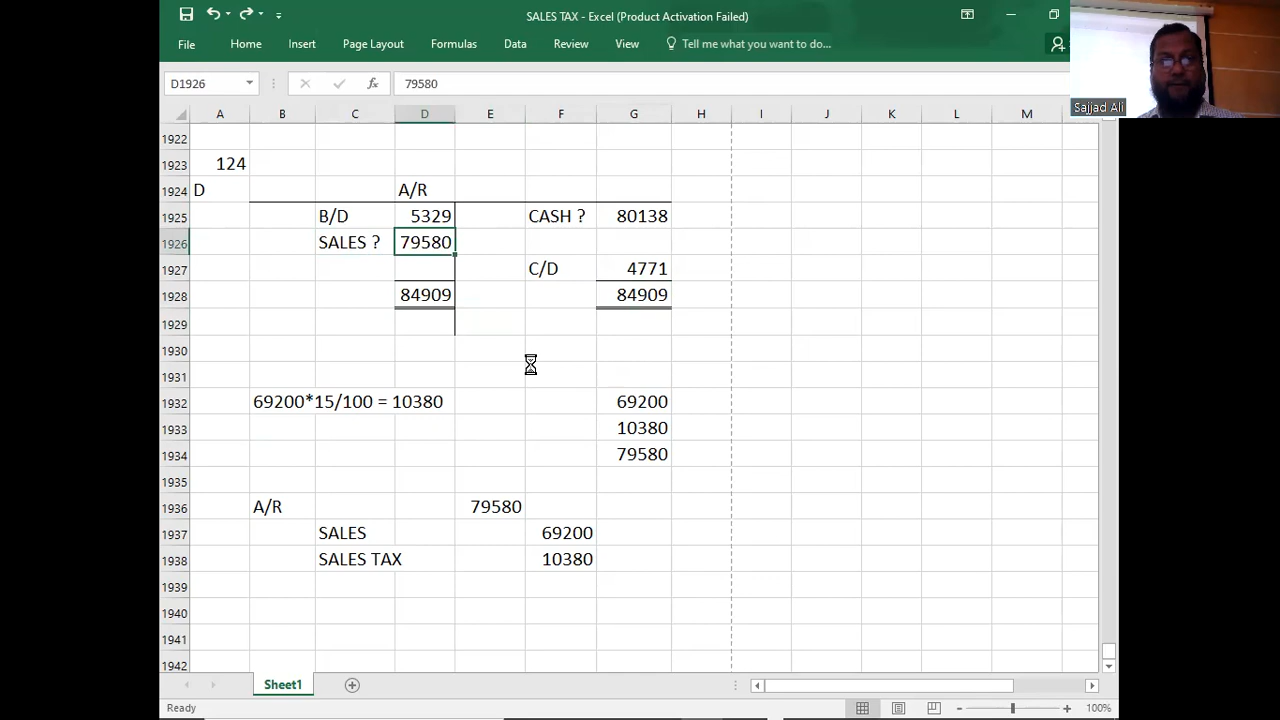 SALES TAX - Excel (Product Activation Failed)
File Home Insert Page Layout Formulas Data Review View Tell me what you want to do...
Sajjad Ali
D1926 fx 79580
A B C D E F G H I J K L M
1922
1923 124
1924 D A/R
1925 B/D 5329 CASH ? 80138
1926 SALES ? 79580
1927 C/D 4771
1928 84909 84909
1929
1930
1931
1932 69200*15/100 = 10380 69200
1933 10380
1934 79580
1935
1936 A/R 79580
1937 SALES 69200
1938 SALES TAX 10380
1939
1940
1941
1942
Sheet1
Ready 100%